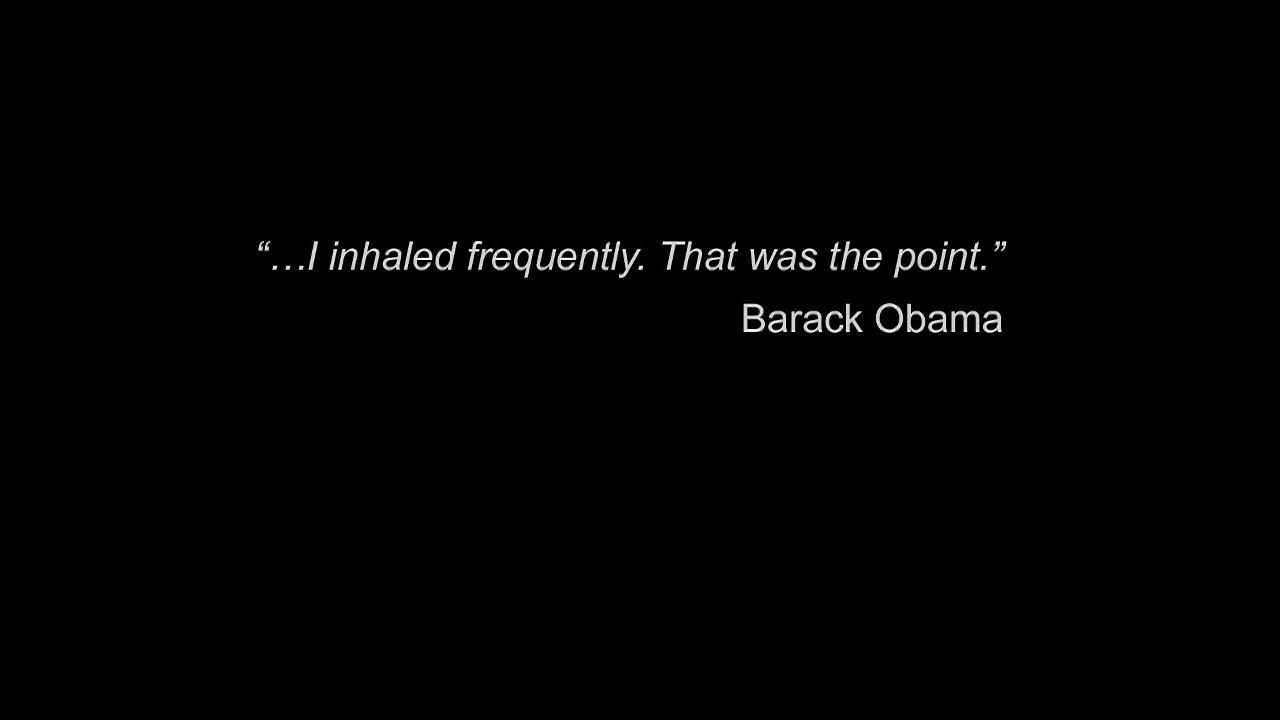 “…I inhaled frequently. That was the point.”
Barack Obama